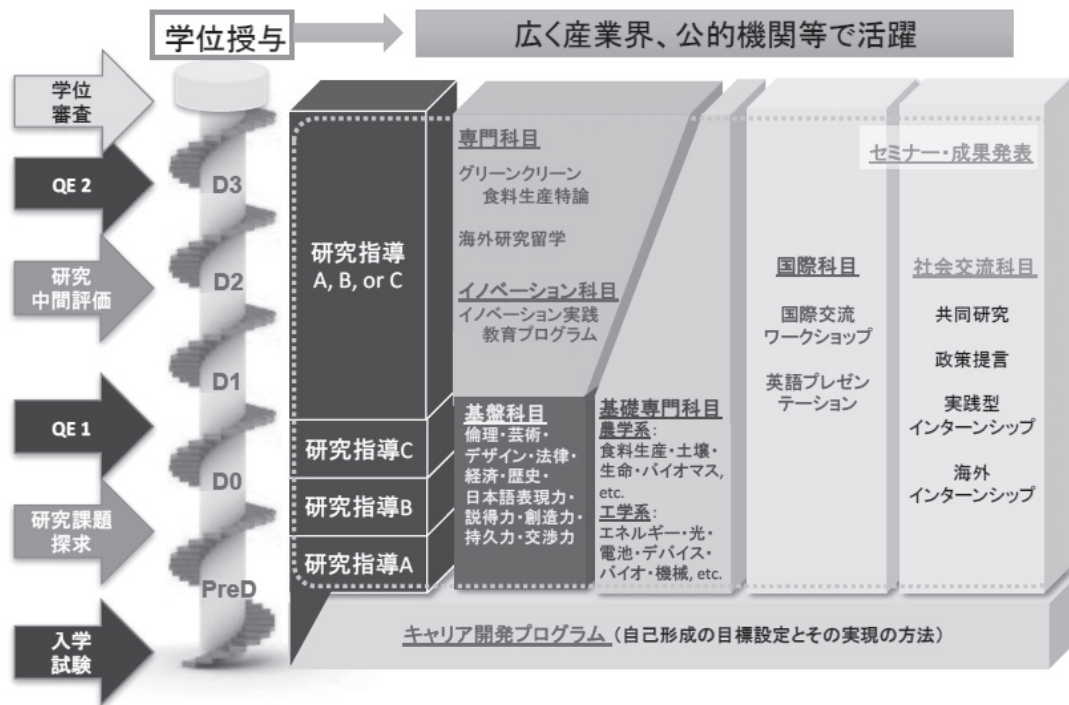 学位授与
広く産業界、公的機関等で活躍
学位
審査
QE 2
研究
中間評価
QE 1
研究課題
探求
入学
試験
D3
D2
D1
D0
PreD
研究指導
A, B, or C
研究指導C
研究指導B
研究指導A
専門科目
グリーンクリーン
食料生産特論
海外研究留学
イノベーション科目
イノベーション実践
教育プログラム
基盤科目
倫理・芸術・
デザイン・法律・
経済・歴史・
日本語表現力・
説得力・創造力・
持久力・交渉力
基礎専門科目
農学系:
食料生産・土壌・
生命・バイオマス,
etc.
工学系:
エネルギー・光・
電池・デバイス・
バイオ・機械, etc.
セミナー・成果発表
国際科目
国際交流
ワークショップ
英語プレゼン
テーション
社会交流科目
共同研究
政策提言
実践型
インターンシップ
海外
インターンシップ
キャリア開発プログラム (自己形成の目標設定とその実現の方法)